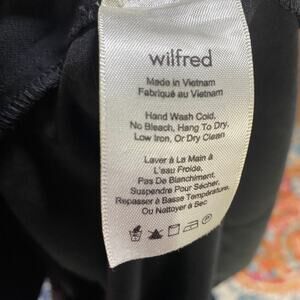 wilfred
Made in Vietnam
Fabriqué au Vietnam
Hand Wash Cold,
No Bleach, Hang To Dry,
Low Iron, Or Dry Clean
Laver à La Main à
L'eau Froide,
Pas De Blanchiment,
Suspendre Pour Sécher,
Repasser à Basse Température,
Ou Nettoyer à Sec